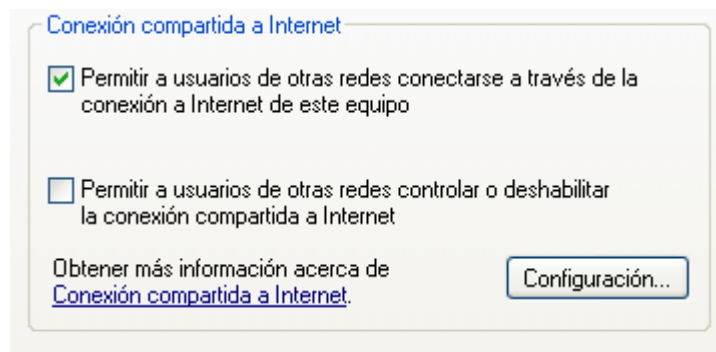 Conexión compartida a Internet
Permitir a usuarios de otras redes conectarse a través de la
conexión a Internet de este equipo
Permitir a usuarios de otras redes controlar o deshabilitar
la conexión compartida a Internet
Obtener más información acerca de
Conexión compartida a Internet.
Configuración...